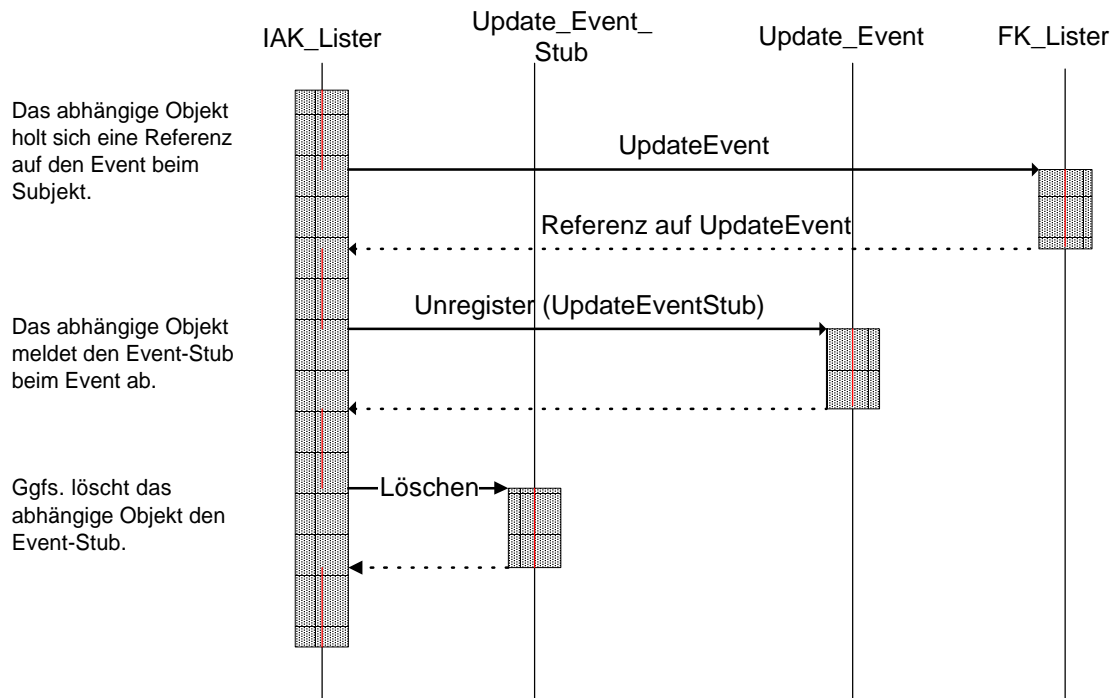 IAK_Lister
Update_Event_
Stub
Update_Event
FK_Lister
Das abhängige Objekt
holt sich eine Referenz
auf den Event beim
Subjekt.
UpdateEvent
Referenz auf UpdateEvent
Das abhängige Objekt
meldet den Event-Stub
beim Event ab.
Unregister (UpdateEventStub)
Ggfs. löscht das
abhängige Objekt den
Event-Stub.
Löschen